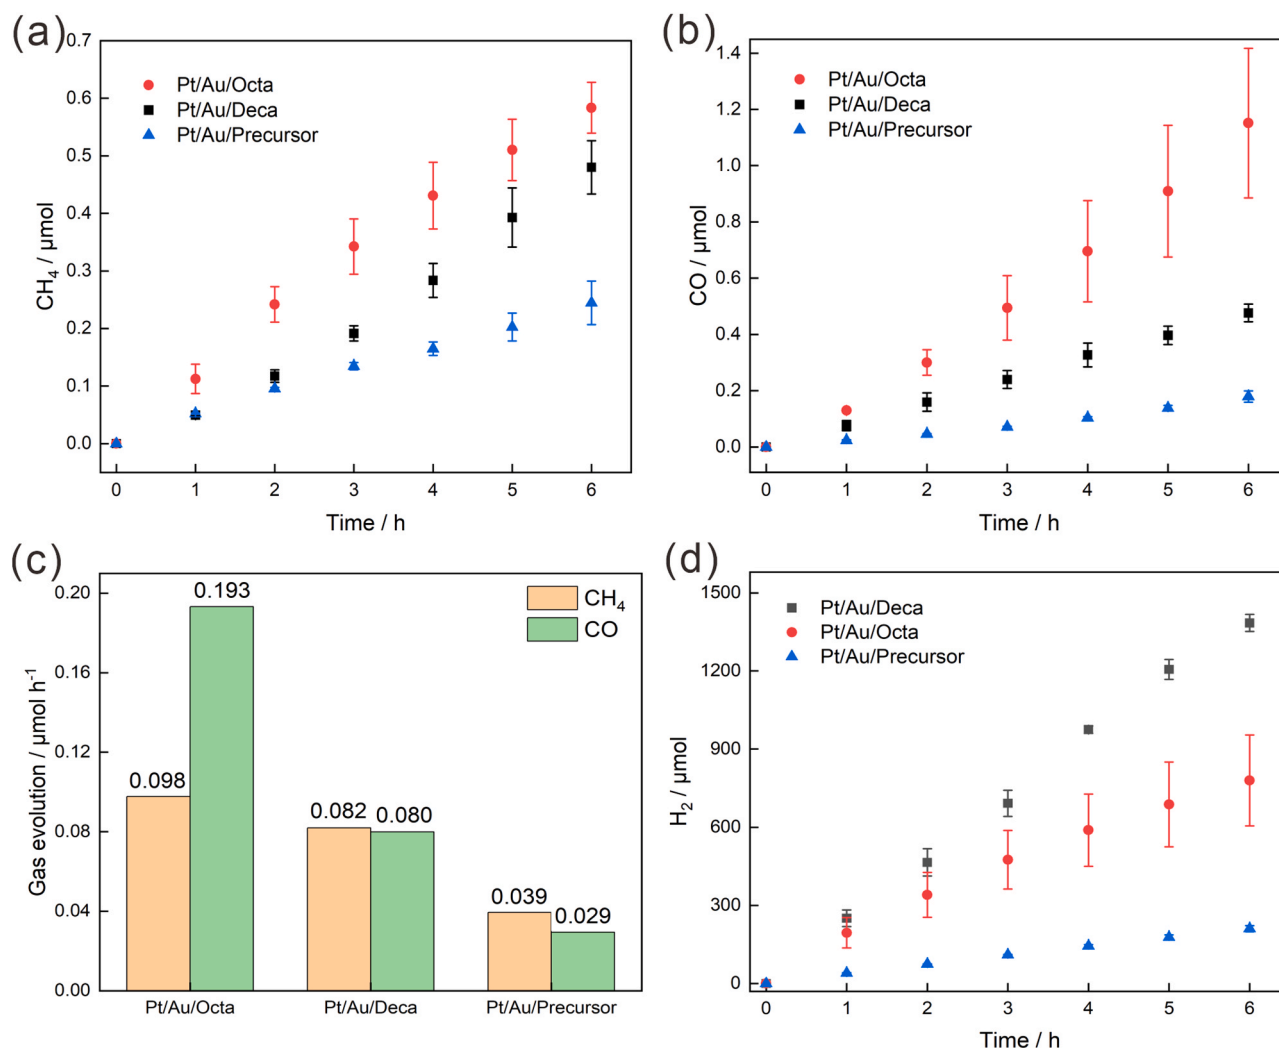 (a)
0.7
0.6
0.5
0.4
0.3
0.2
0.1
0.0
CH₄ / μmol
Pt/Au/Octa
Pt/Au/Deca
Pt/Au/Precursor
0 1 2 3 4 5 6
Time / h
(b)
1.4
1.2
1.0
0.8
0.6
0.4
0.2
0.0
CO / μmol
Pt/Au/Octa
Pt/Au/Deca
Pt/Au/Precursor
0 1 2 3 4 5 6
Time / h
(c)
0.20
0.16
0.12
0.08
0.04
0.00
Gas evolution / μmol h⁻¹
CH₄
CO
0.193
0.098
0.082 0.080
0.039
0.029
Pt/Au/Octa Pt/Au/Deca Pt/Au/Precursor
(d)
1500
1200
900
600
300
0
H₂ / μmol
Pt/Au/Deca
Pt/Au/Octa
Pt/Au/Precursor
0 1 2 3 4 5 6
Time / h